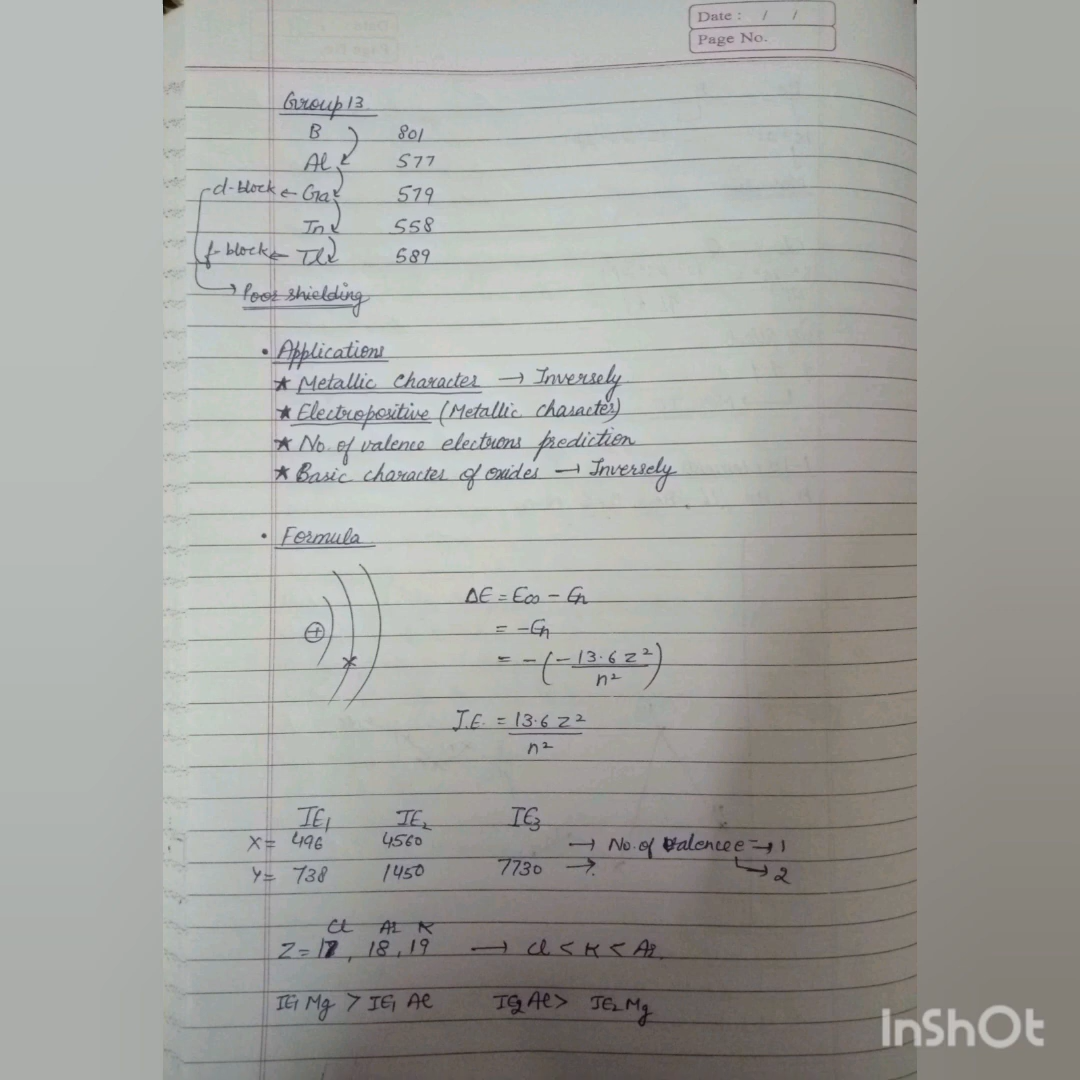 Date : / /
Page No.
Group 13
B 801
Al 577
d-block ← Ga 579
In 558
f-block ← Tl 589
→ Poor shielding
• Applications
★ Metallic character → Inversely
★ Electropositive (Metallic character)
★ No. of valence electrons prediction
★ Basic character of oxides → Inversely
• Formula
ΔE = E∞ - En
= -En
= -(-13.6 z²/n²)
I.E. = 13.6 z²/n²
IE₁ IE₂ IE₃
X = 496 4560 → No. of valence e⁻ → 1
Y = 738 1450 7730 → → 2
Cl Ar K
Z = 17, 18, 19 → Cl < K < Ar.
IE₁ Mg > IE₁ Al IE₂ Al > IE₂ Mg
InShOt